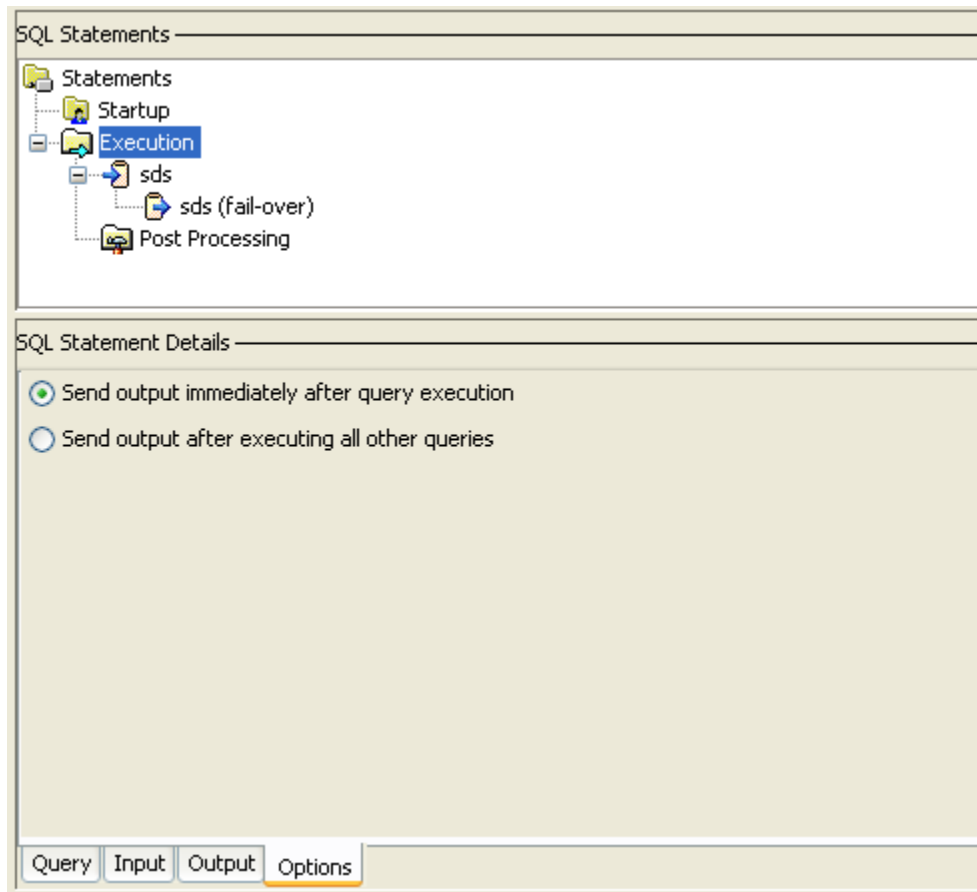 SQL Statements
Statements
Startup
Execution
sds
sds (fail-over)
Post Processing
SQL Statement Details
Send output immediately after query execution
Send output after executing all other queries
Query Input Output Options